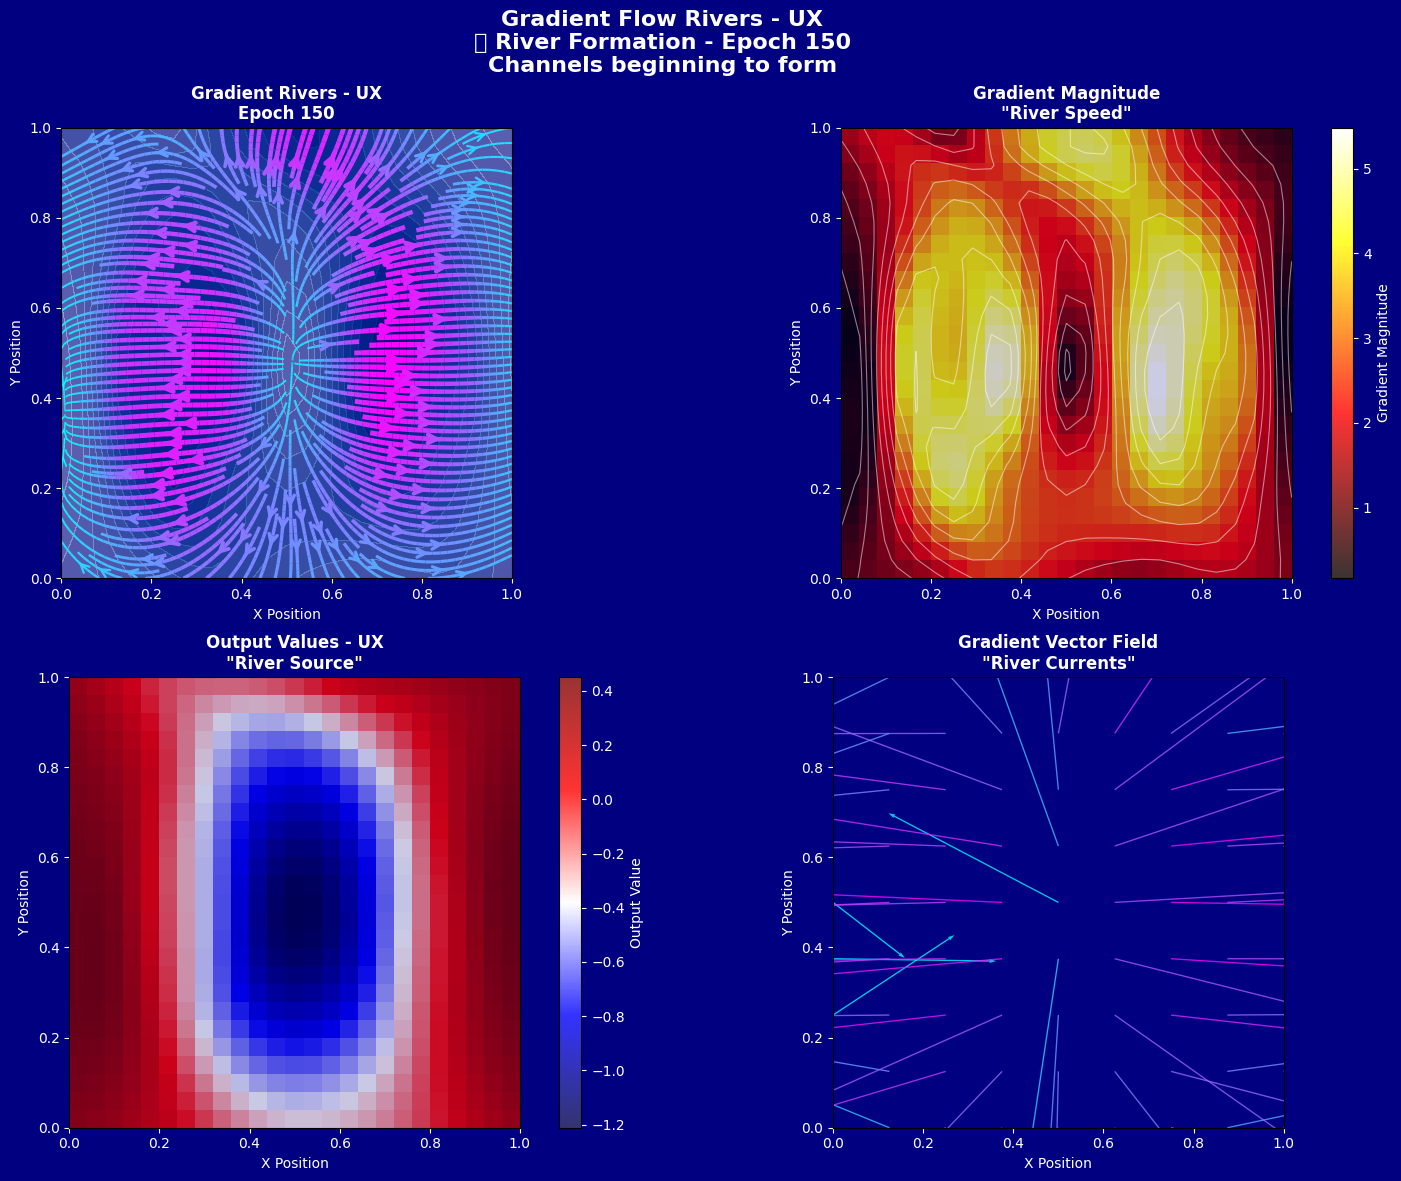 Gradient Flow Rivers - UX
▯ River Formation - Epoch 150
Channels beginning to form
Gradient Rivers - UX
Epoch 150
1.0
0.8
0.6
0.4
0.2
0.0
Y Position
0.0 0.2 0.4 0.6 0.8 1.0
X Position
Gradient Magnitude
"River Speed"
1.0
0.8
0.6
0.4
0.2
0.0
Y Position
0.0 0.2 0.4 0.6 0.8 1.0
X Position
5
4
3
2
1
Gradient Magnitude
Output Values - UX
"River Source"
1.0
0.8
0.6
0.4
0.2
0.0
Y Position
0.0 0.2 0.4 0.6 0.8 1.0
X Position
0.4
0.2
0.0
−0.2
−0.4
−0.6
−0.8
−1.0
−1.2
Output Value
Gradient Vector Field
"River Currents"
1.0
0.8
0.6
0.4
0.2
0.0
Y Position
0.0 0.2 0.4 0.6 0.8 1.0
X Position